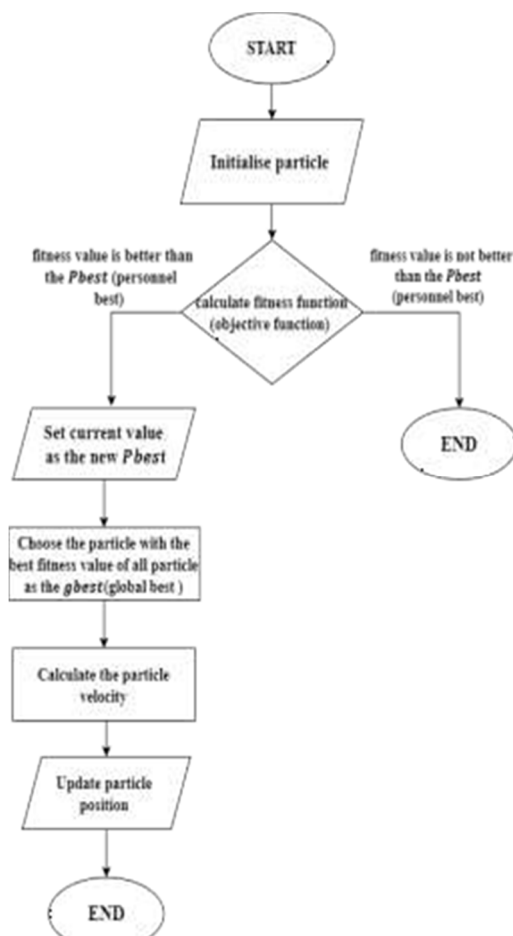 START
Initialise particle
fitness value is better than
the Pbest (personnel
best)
fitness value is not better
than the Pbest
(personnel best)
calculate fitness function
(objective function)
Set current value
as the new Pbest
END
Choose the particle with the
best fitness value of all particle
as the gbest(global best )
Calculate the particle
velocity
Update particle
position
END